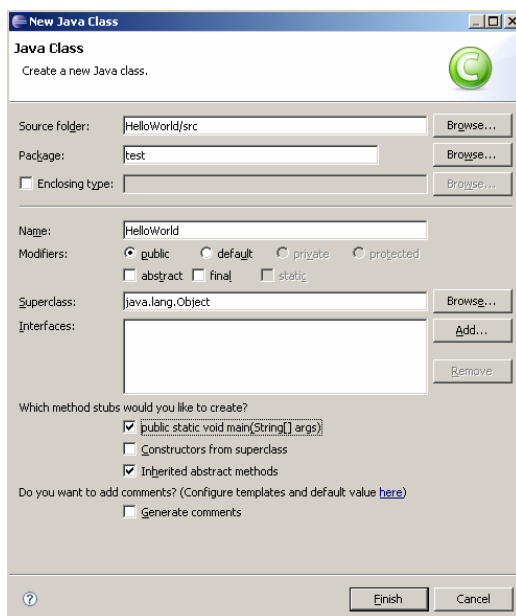 New Java Class
Java Class
Create a new Java class.
C
Source folder: HelloWorld/src Browse...
Package: test Browse...
Enclosing type: Browse...
Name: HelloWorld
Modifiers: public default private protected
abstract final static
Superclass: java.lang.Object Browse...
Interfaces: Add...
Remove
Which method stubs would you like to create?
public static void main(String[] args)
Constructors from superclass
Inherited abstract methods
Do you want to add comments? (Configure templates and default value here)
Generate comments
? Finish Cancel